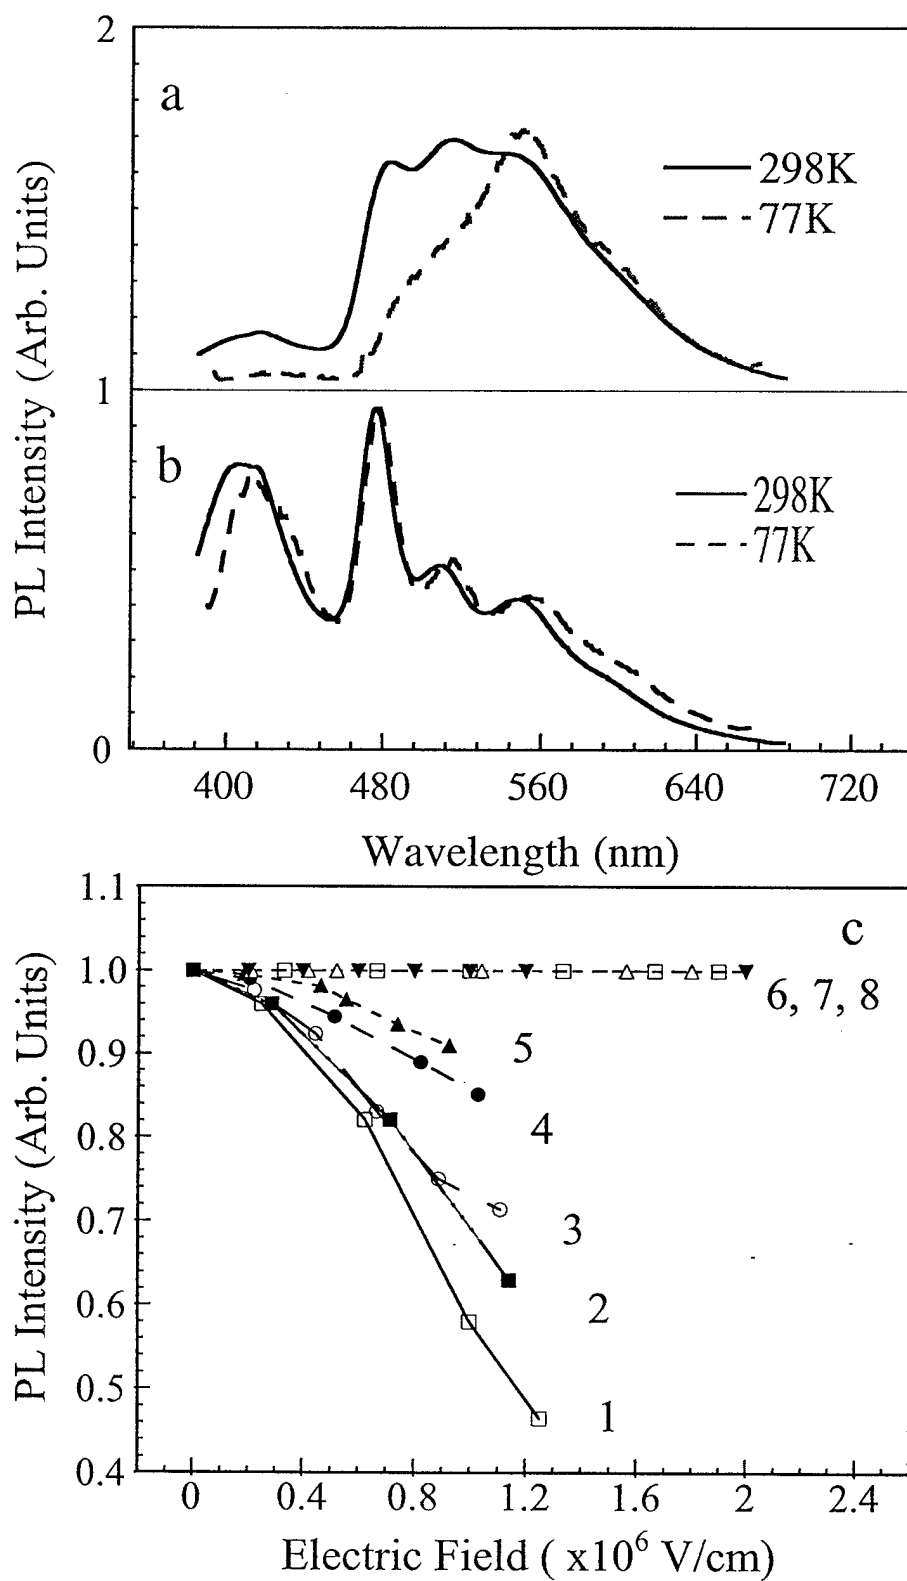 2
a
298K
77K
PL Intensity (Arb. Units)
1
b
298K
77K
0
400 480 560 640 720
Wavelength (nm)
1.1
c
1.0
6, 7, 8
0.9
5
PL Intensity (Arb. Units)
0.8
4
0.7
3
0.6
2
0.5
1
0.4
0 0.4 0.8 1.2 1.6 2 2.4
Electric Field ( x10⁶ V/cm)